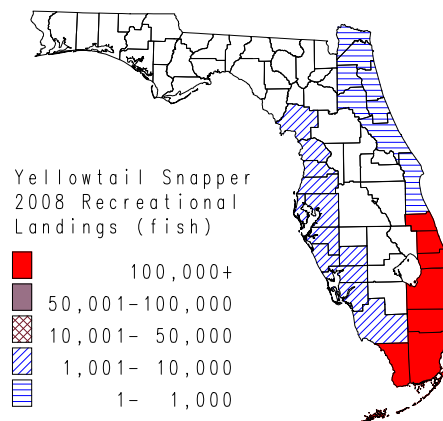 Yellowtail Snapper
2008 Recreational
Landings (fish)
100,000+
50,001-100,000
10,001- 50,000
1,001- 10,000
1- 1,000